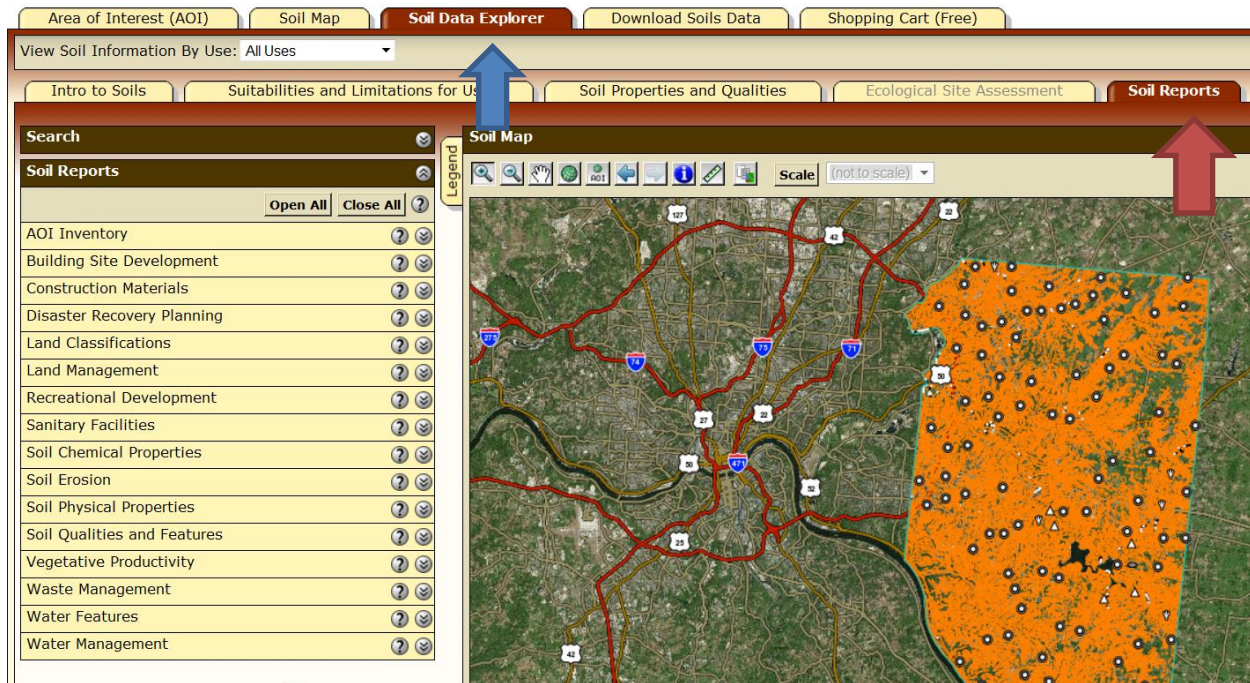 Area of Interest (AOI) Soil Map Soil Data Explorer Download Soils Data Shopping Cart (Free)
View Soil Information By Use: All Uses
Intro to Soils Suitabilities and Limitations for U Soil Properties and Qualities Ecological Site Assessment Soil Reports
Search
Soil Reports
Open All Close All ?
AOI Inventory ?
Building Site Development ?
Construction Materials ?
Disaster Recovery Planning ?
Land Classifications ?
Land Management ?
Recreational Development ?
Sanitary Facilities ?
Soil Chemical Properties ?
Soil Erosion ?
Soil Physical Properties ?
Soil Qualities and Features ?
Vegetative Productivity ?
Waste Management ?
Water Features ?
Water Management ?
Legend
Soil Map
AOI i Scale (not to scale)
127
22
42
275
75
71
74
50
27
22
50
471
52
25
42